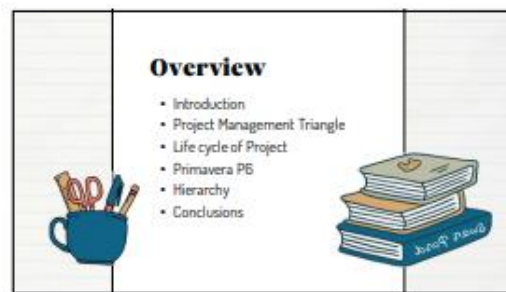 Overview
▪ Introduction
▪ Project Management Triangle
▪ Life cycle of Project
▪ Primavera P6
▪ Hierarchy
▪ Conclusions